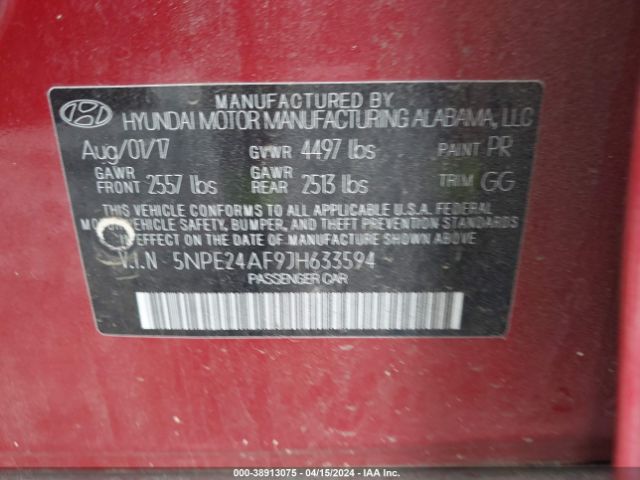 MANUFACTURED BY
HYUNDAI MOTOR MANUFACTURING ALABAMA, LLC
Aug/01/17 GVWR 4497 lbs PAINT PR
GAWR FRONT 2557 lbs GAWR REAR 2513 lbs TRIM GG
THIS VEHICLE CONFORMS TO ALL APPLICABLE U.S.A. FEDERAL
MOTOR VEHICLE SAFETY, BUMPER, AND THEFT PREVENTION STANDARDS
IN EFFECT ON THE DATE OF MANUFACTURE SHOWN ABOVE.
V.I.N 5NPE24AF9JH633594
PASSENGER CAR
000-38913075 - 04/15/2024 - IAA Inc.